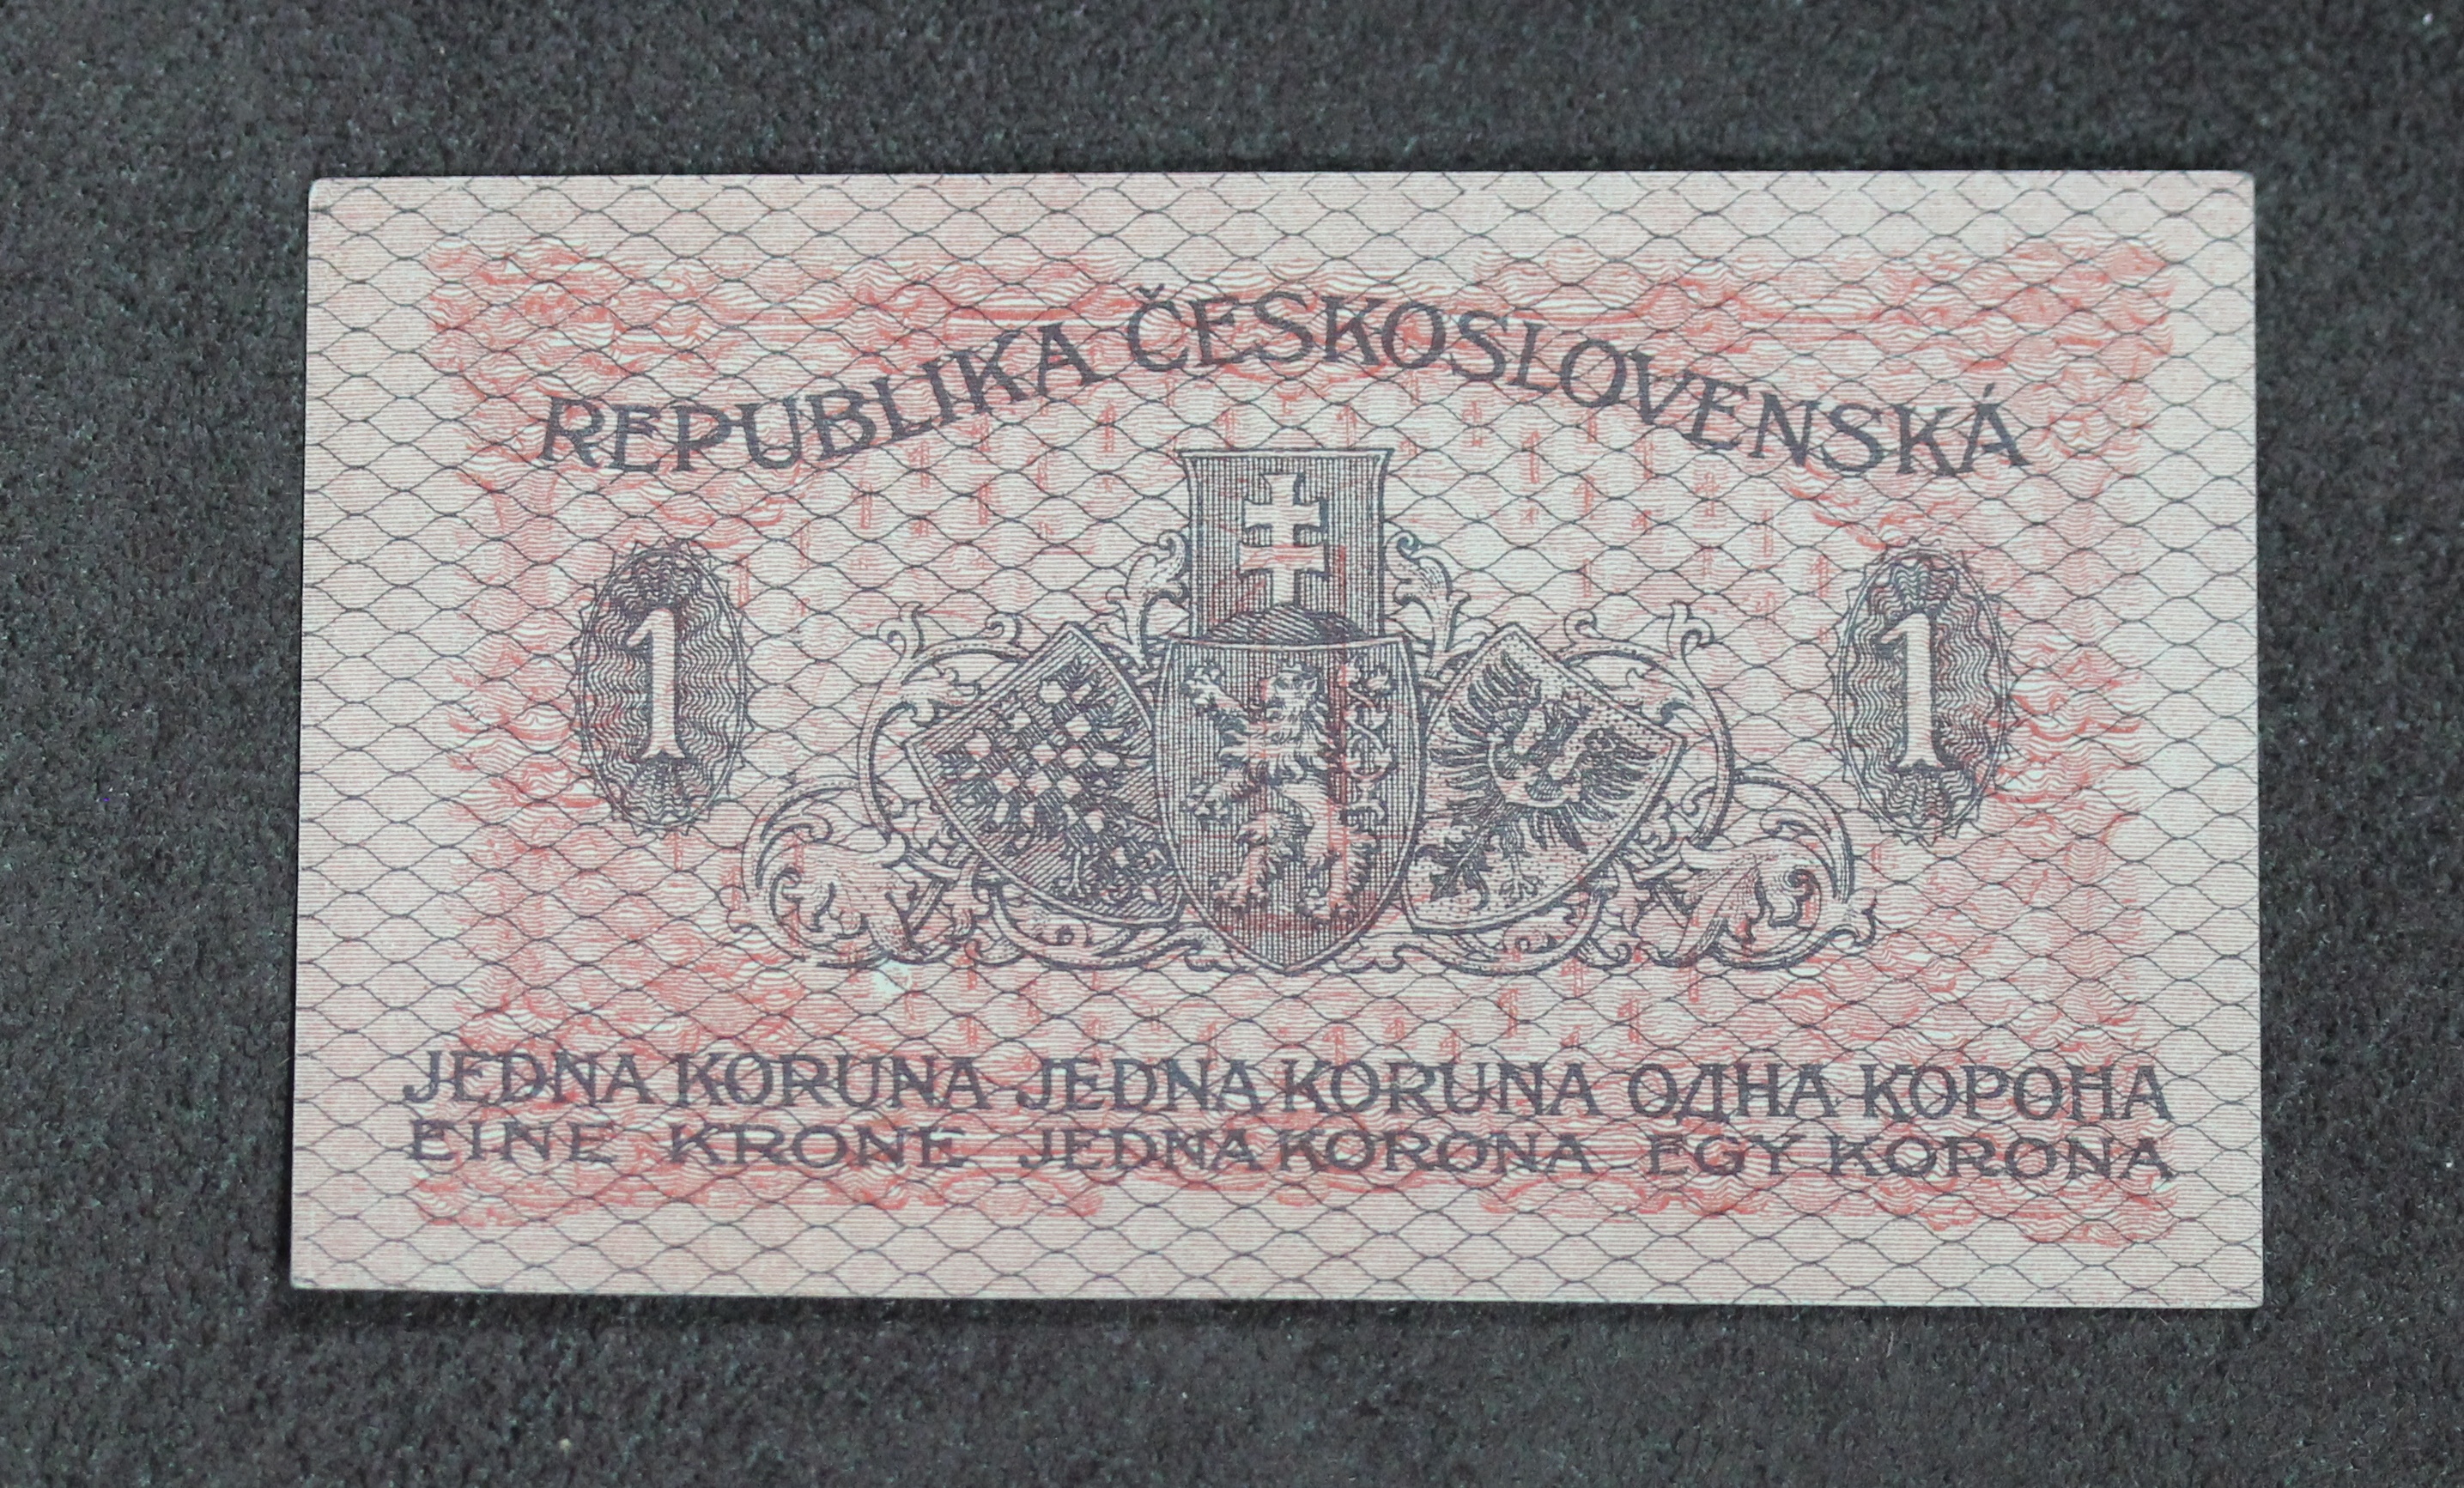 REPUBLIKA ČESKOSLOVENSKÁ
1 1
JEDNA KORUNA JEDNA KORUNA ОДНА КОРОНА
EINE KRONE JEDNA KORONA EGY KORONA